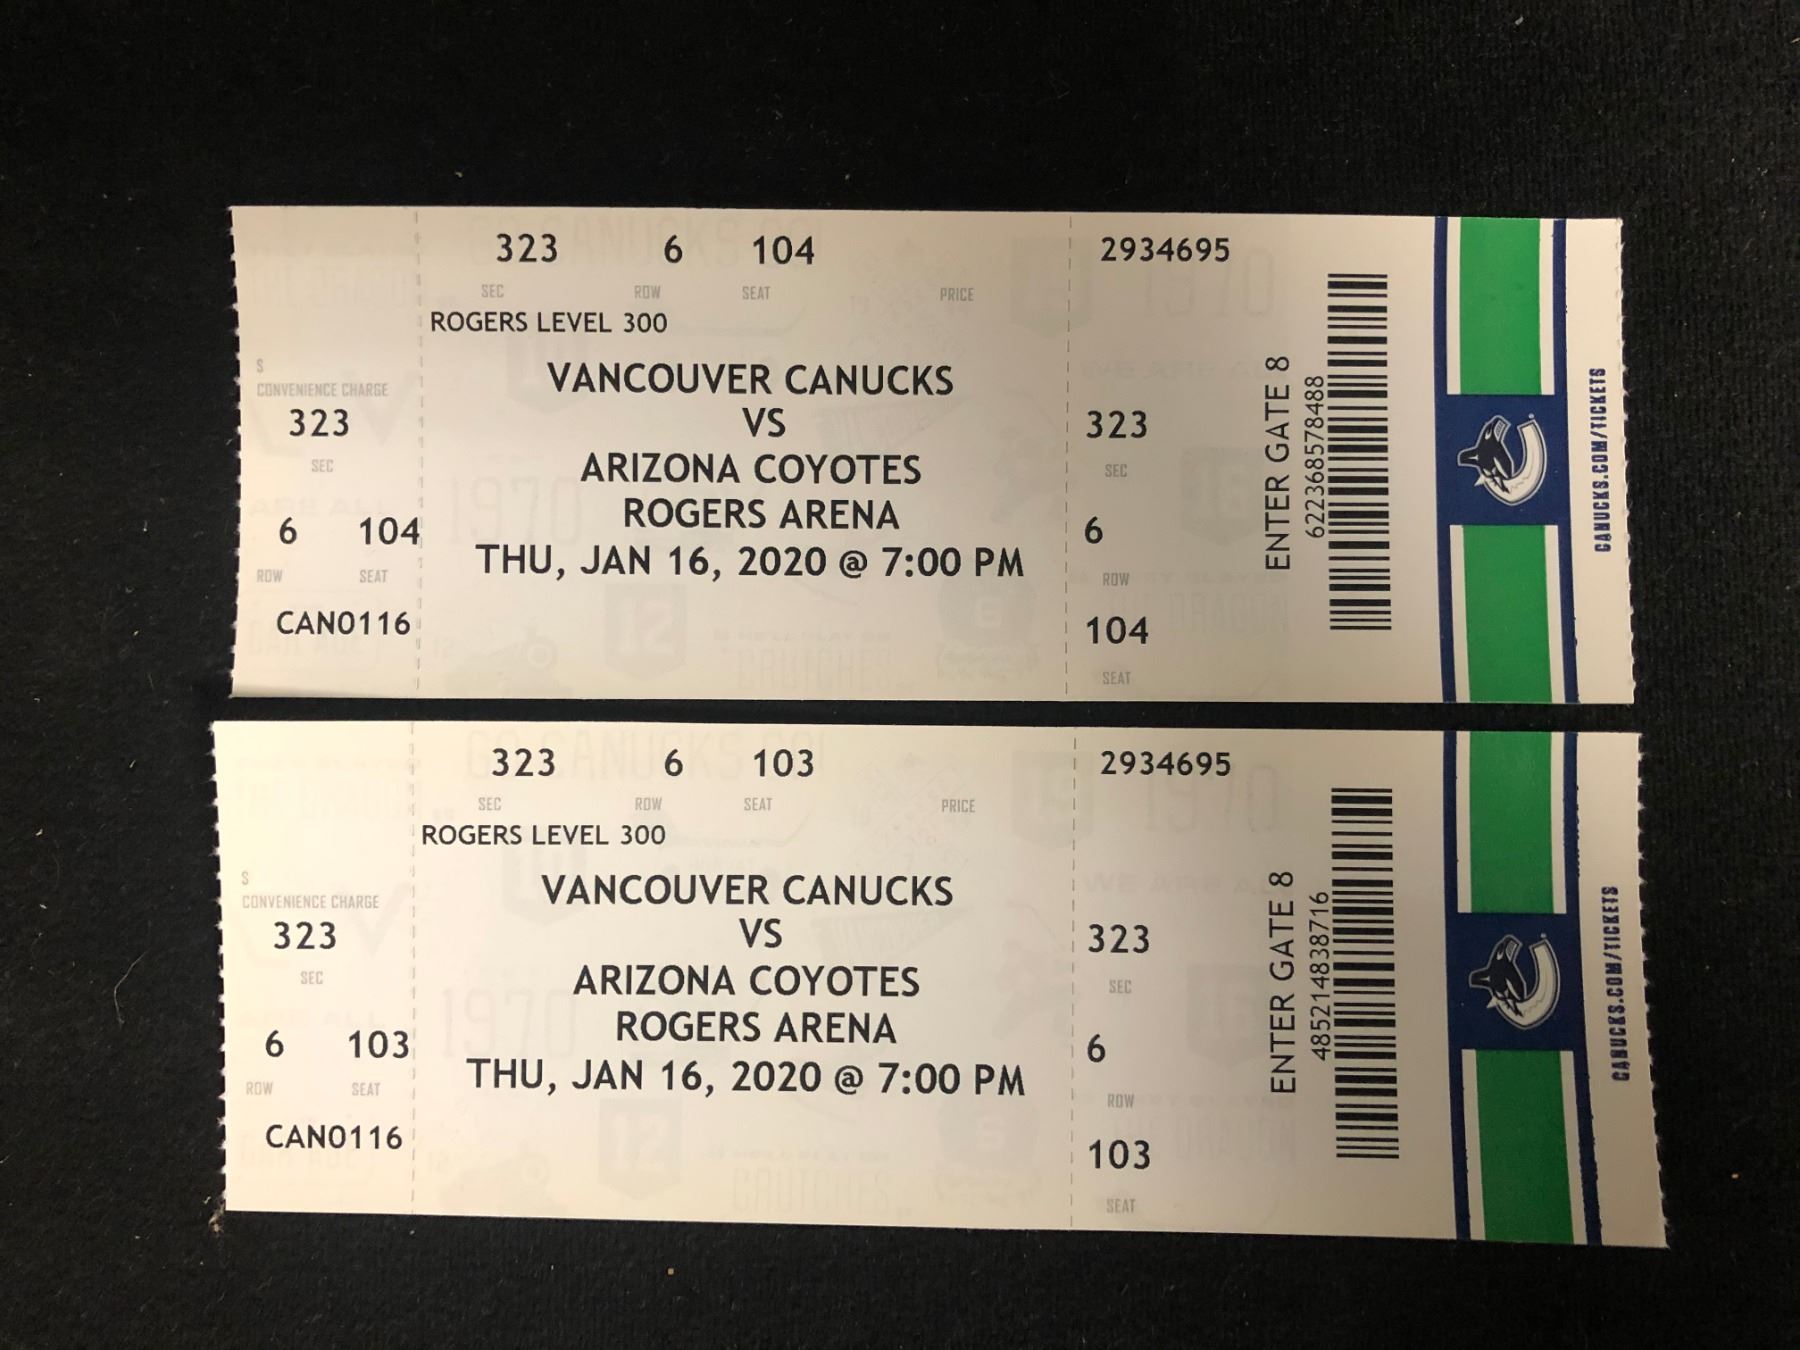 323 6 104 2934695
SEC ROW SEAT PRICE
ROGERS LEVEL 300
$
CONVENIENCE CHARGE
323
SEC
6 104
ROW SEAT
CAN0116
VANCOUVER CANUCKS
VS
ARIZONA COYOTES
ROGERS ARENA
THU, JAN 16, 2020 @ 7:00 PM
323
SEC
6
ROW
104
SEAT
ENTER GATE 8
622368578488
CANUCKS.COM/TICKETS
323 6 103 2934695
SEC ROW SEAT PRICE
ROGERS LEVEL 300
$
CONVENIENCE CHARGE
323
SEC
6 103
ROW SEAT
CAN0116
VANCOUVER CANUCKS
VS
ARIZONA COYOTES
ROGERS ARENA
THU, JAN 16, 2020 @ 7:00 PM
323
SEC
6
ROW
103
SEAT
ENTER GATE 8
485214838716
CANUCKS.COM/TICKETS